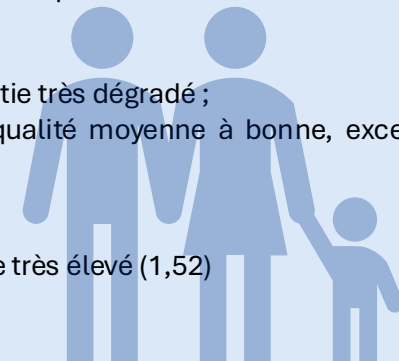 tie très dégradé ;
qualité moyenne à bonne, exce
e très élevé (1,52)